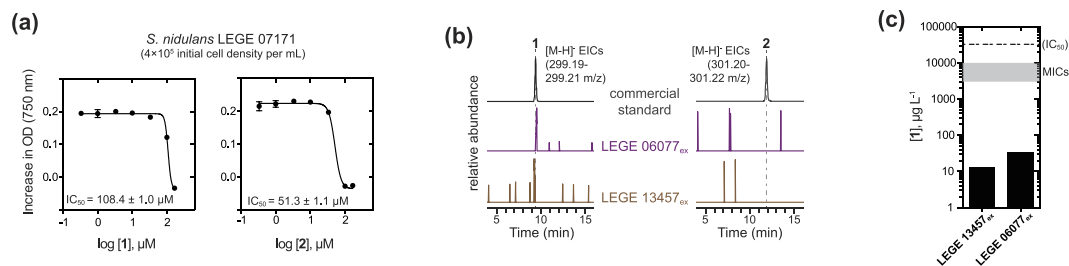 (a)
S. nidulans LEGE 07171
(4×10⁵ initial cell density per mL)
Increase in OD (750 nm)
0.2
0.0
IC₅₀ = 108.4 ± 1.0 µM
-1 0 1 2 3
log [1], µM
0.2
0.0
IC₅₀ = 51.3 ± 1.1 µM
-1 0 1 2 3
log [2], µM
(b)
relative abundance
1
[M-H]⁻ EICs
(299.19-
299.21 m/z)
[M-H]⁻ EICs
(301.20-
301.22 m/z)
2
commercial
standard
LEGE 06077ex
LEGE 13457ex
5 10 15
Time (min)
5 10 15
Time (min)
(c)
[1], µg L⁻¹
100000
10000
1000
100
10
1
(IC₅₀)
MICs
LEGE 13457ex
LEGE 06077ex